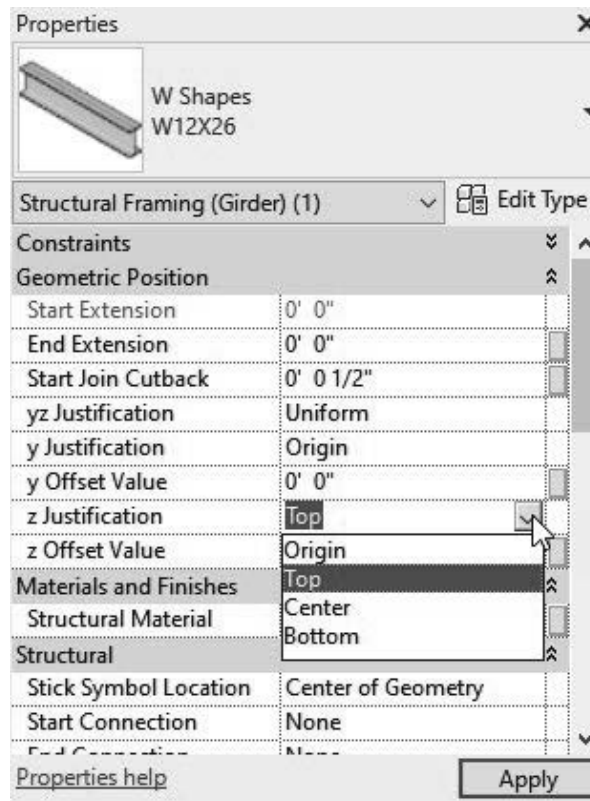 Properties
W Shapes
W12X26
Structural Framing (Girder) (1)
Edit Type
Constraints
Geometric Position
Start Extension 0' 0"
End Extension 0' 0"
Start Join Cutback 0' 0 1/2"
yz Justification Uniform
y Justification Origin
y Offset Value 0' 0"
z Justification Top
z Offset Value Origin
Top
Materials and Finishes
Center
Structural Material
Bottom
Structural
Stick Symbol Location Center of Geometry
Start Connection None
End Connection None
Properties help Apply